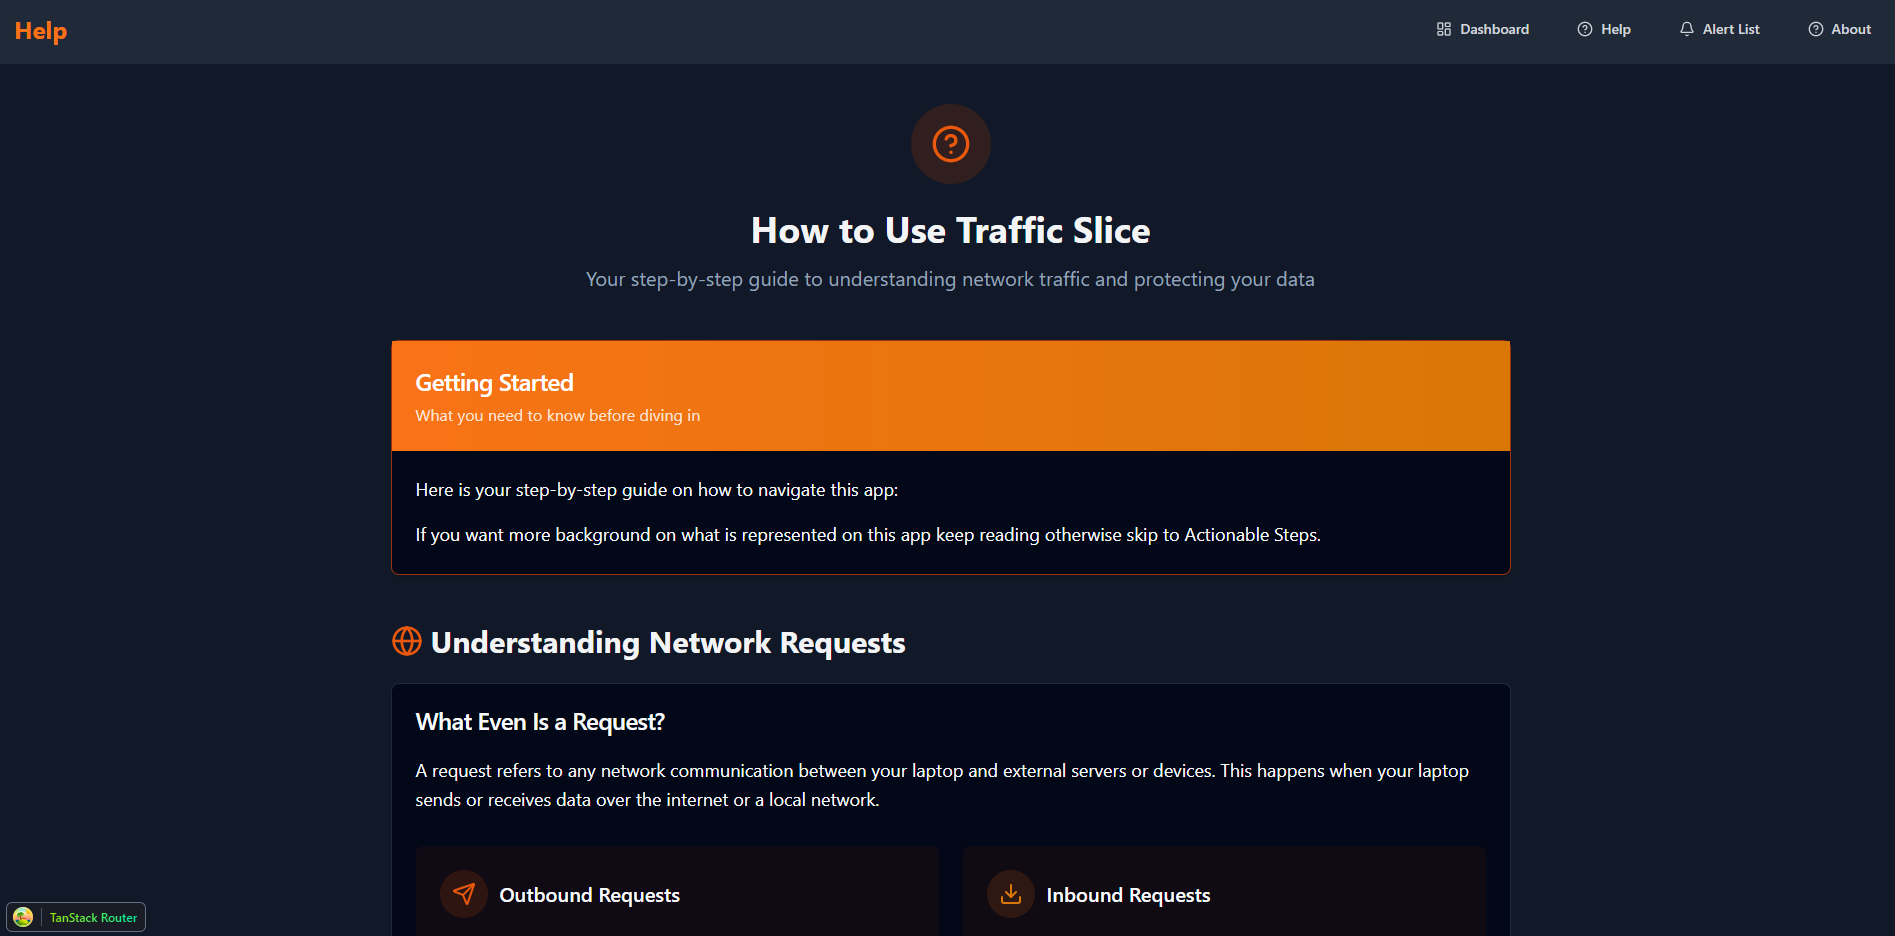 Help
Dashboard
Help
Alert List
About
How to Use Traffic Slice
Your step-by-step guide to understanding network traffic and protecting your data
Getting Started
What you need to know before diving in
Here is your step-by-step guide on how to navigate this app:
If you want more background on what is represented on this app keep reading otherwise skip to Actionable Steps.
Understanding Network Requests
What Even Is a Request?
A request refers to any network communication between your laptop and external servers or devices. This happens when your laptop
sends or receives data over the internet or a local network.
Outbound Requests
Inbound Requests
TanStack Router